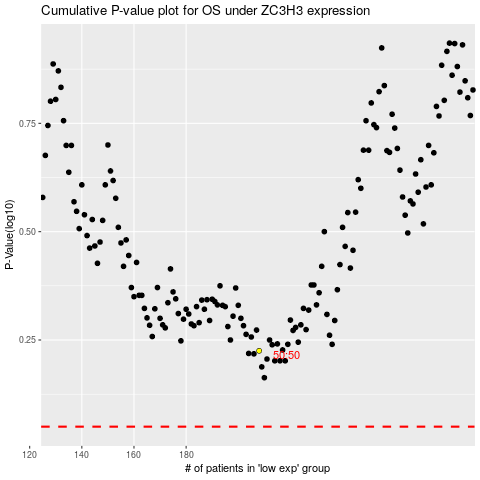 Cumulative P-value plot for OS under ZC3H3 expression
P-Value(log10)
0.75
0.50
0.25
50:50
120 140 160 180
# of patients in 'low exp' group